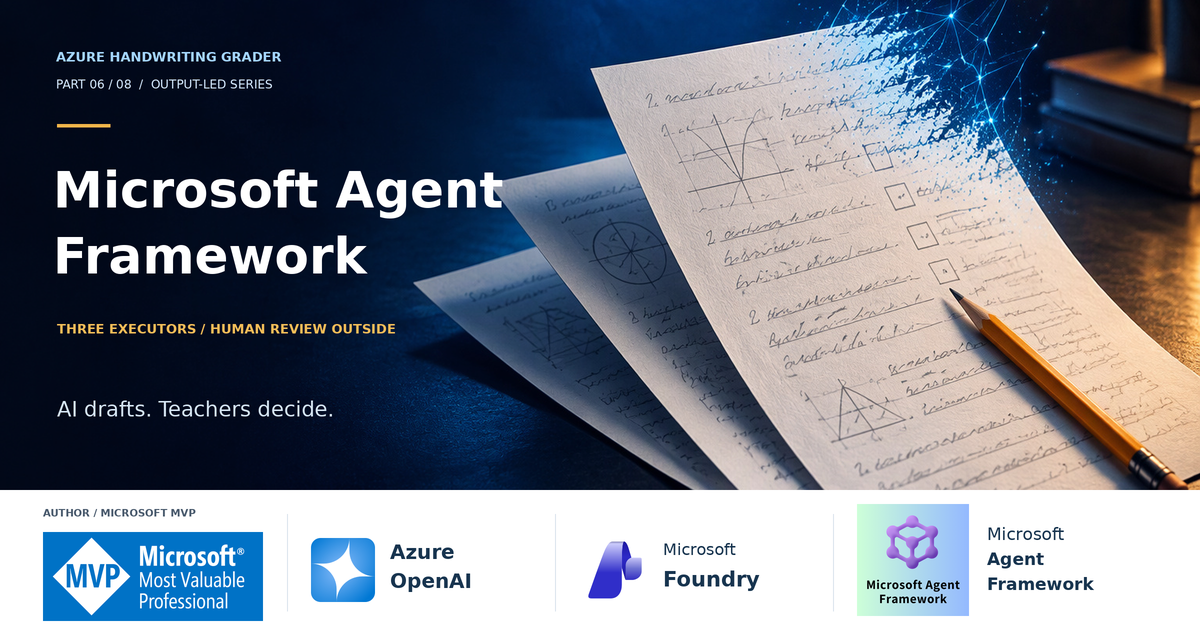 AZURE HANDWRITING GRADER
PART 06 / 08 / OUTPUT-LED SERIES
Microsoft Agent
Framework
THREE EXECUTORS / HUMAN REVIEW OUTSIDE
AI drafts. Teachers decide.
AUTHOR / MICROSOFT MVP
MVP
Microsoft®
Most Valuable
Professional
Azure
OpenAI
Microsoft
Foundry
Microsoft Agent
Framework
Microsoft
Agent
Framework